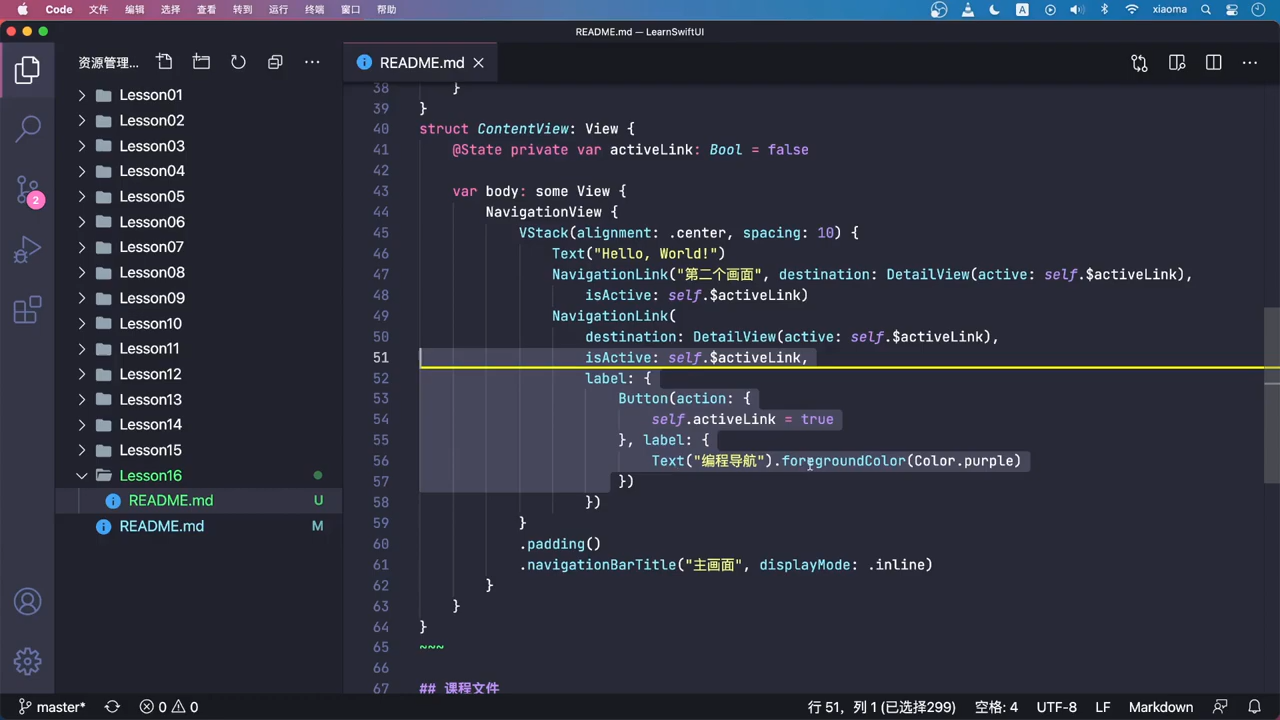 Code 文件 编辑 选择 查看 转到 运行 终端 窗口 帮助 A xiaoma
README.md — LearnSwiftUI
资源管理... README.md
Lesson01
Lesson02
Lesson03
Lesson04
Lesson05
Lesson06
Lesson07
Lesson08
Lesson09
Lesson10
Lesson11
Lesson12
Lesson13
Lesson14
Lesson15
Lesson16
README.md U
README.md M
2
38 }
39 }
40 struct ContentView: View {
41 @State private var activeLink: Bool = false
42
43 var body: some View {
44 NavigationView {
45 VStack(alignment: .center, spacing: 10) {
46 Text("Hello, World!")
47 NavigationLink("第二个画面", destination: DetailView(active: self.$activeLink),
48 isActive: self.$activeLink)
49 NavigationLink(
50 destination: DetailView(active: self.$activeLink),
51 isActive: self.$activeLink,
52 label: {
53 Button(action: {
54 self.activeLink = true
55 }, label: {
56 Text("编程导航").foregroundColor(Color.purple)
57 })
58 })
59 }
60 .padding()
61 .navigationBarTitle("主画面", displayMode: .inline)
62 }
63 }
64 }
65 ~~~
66
67 ## 课程文件
master* 0 0 行 51，列 1 (已选择299) 空格: 4 UTF-8 LF Markdown